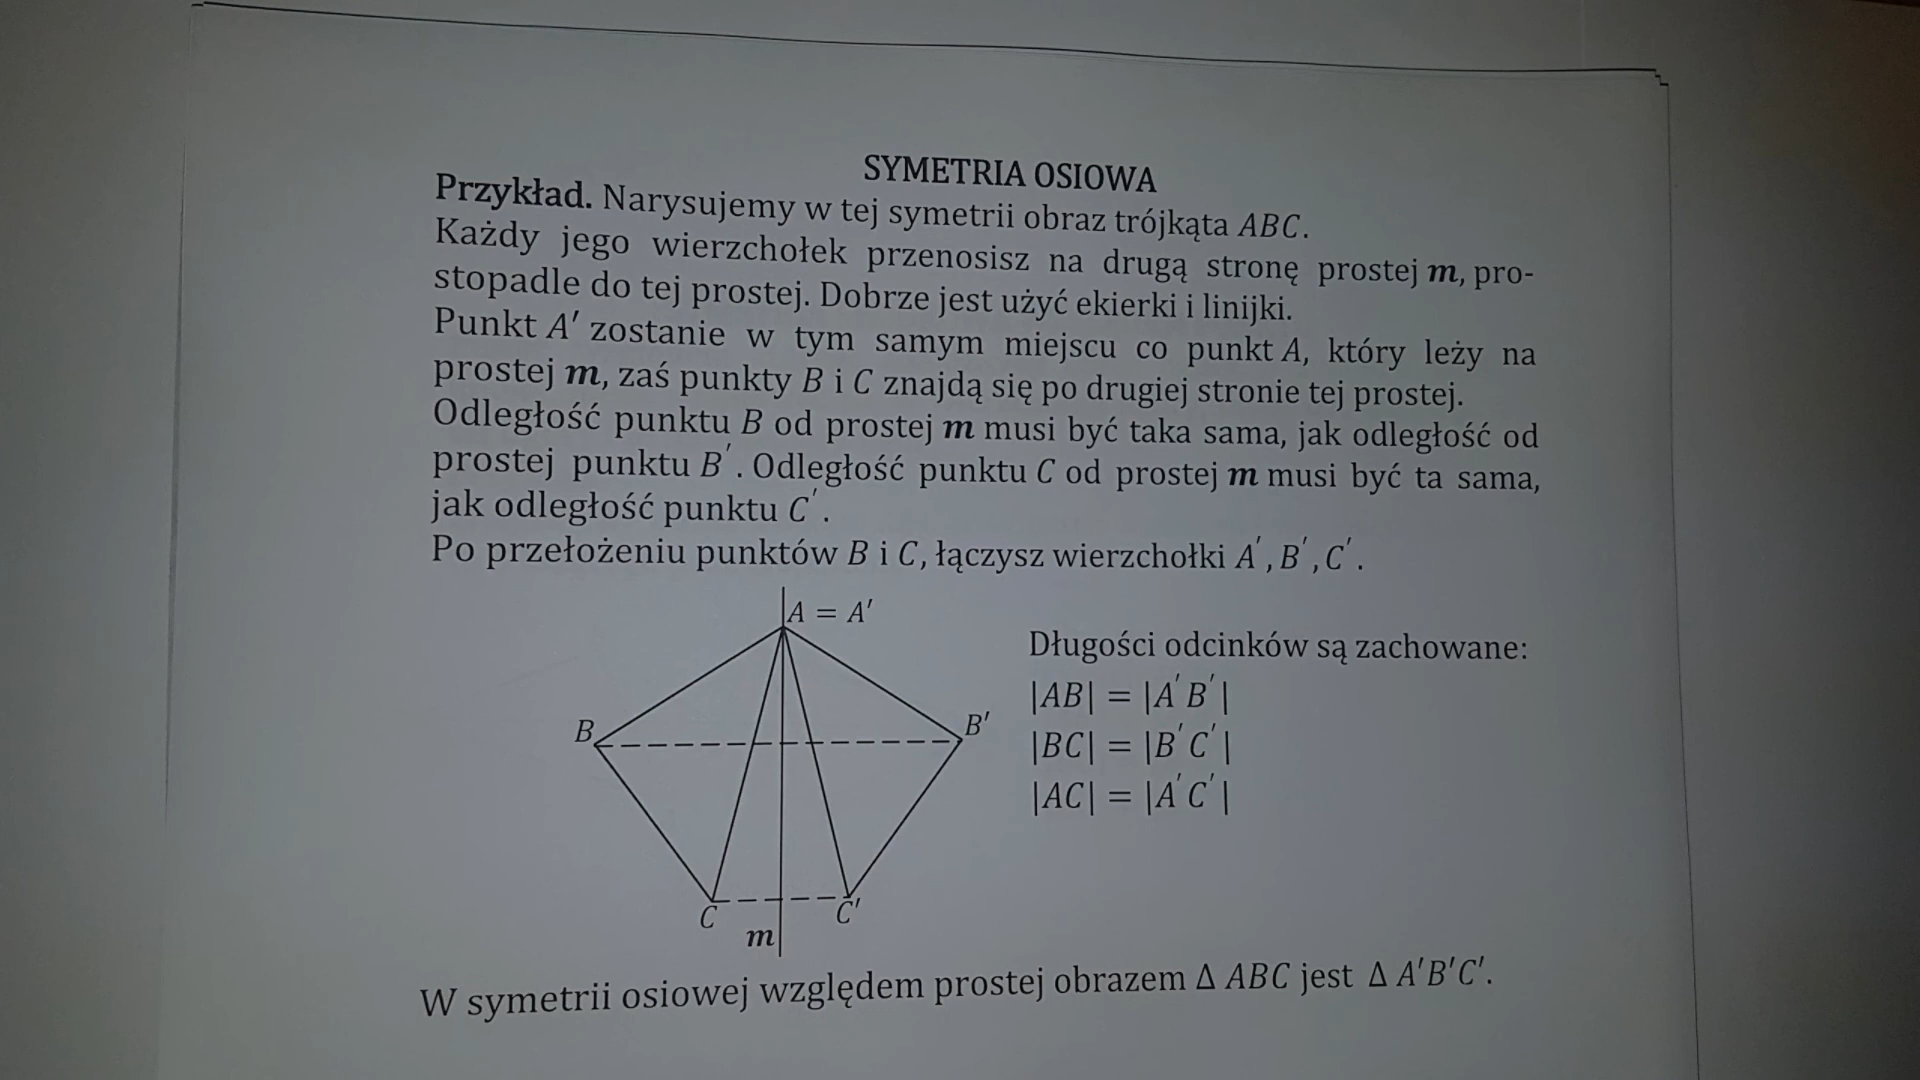 SYMETRIA OSIOWA
Przykład. Narysujemy w tej symetrii obraz trójkąta ABC.
Każdy jego wierzchołek przenosisz na drugą stronę prostej m, pro-
stopadle do tej prostej. Dobrze jest użyć ekierki i linijki.
Punkt A' zostanie w tym samym miejscu co punkt A, który leży na
prostej m, zaś punkty B i C znajdą się po drugiej stronie tej prostej.
Odległość punktu B od prostej m musi być taka sama, jak odległość od
prostej punktu B'. Odległość punktu C od prostej m musi być ta sama,
jak odległość punktu C'.
Po przełożeniu punktów B i C, łączysz wierzchołki A', B', C'.
A = A'
B
B'
C
C'
m
Długości odcinków są zachowane:
|AB| = |A'B'|
|BC| = |B'C'|
|AC| = |A'C'|
W symetrii osiowej względem prostej obrazem Δ ABC jest Δ A'B'C'.